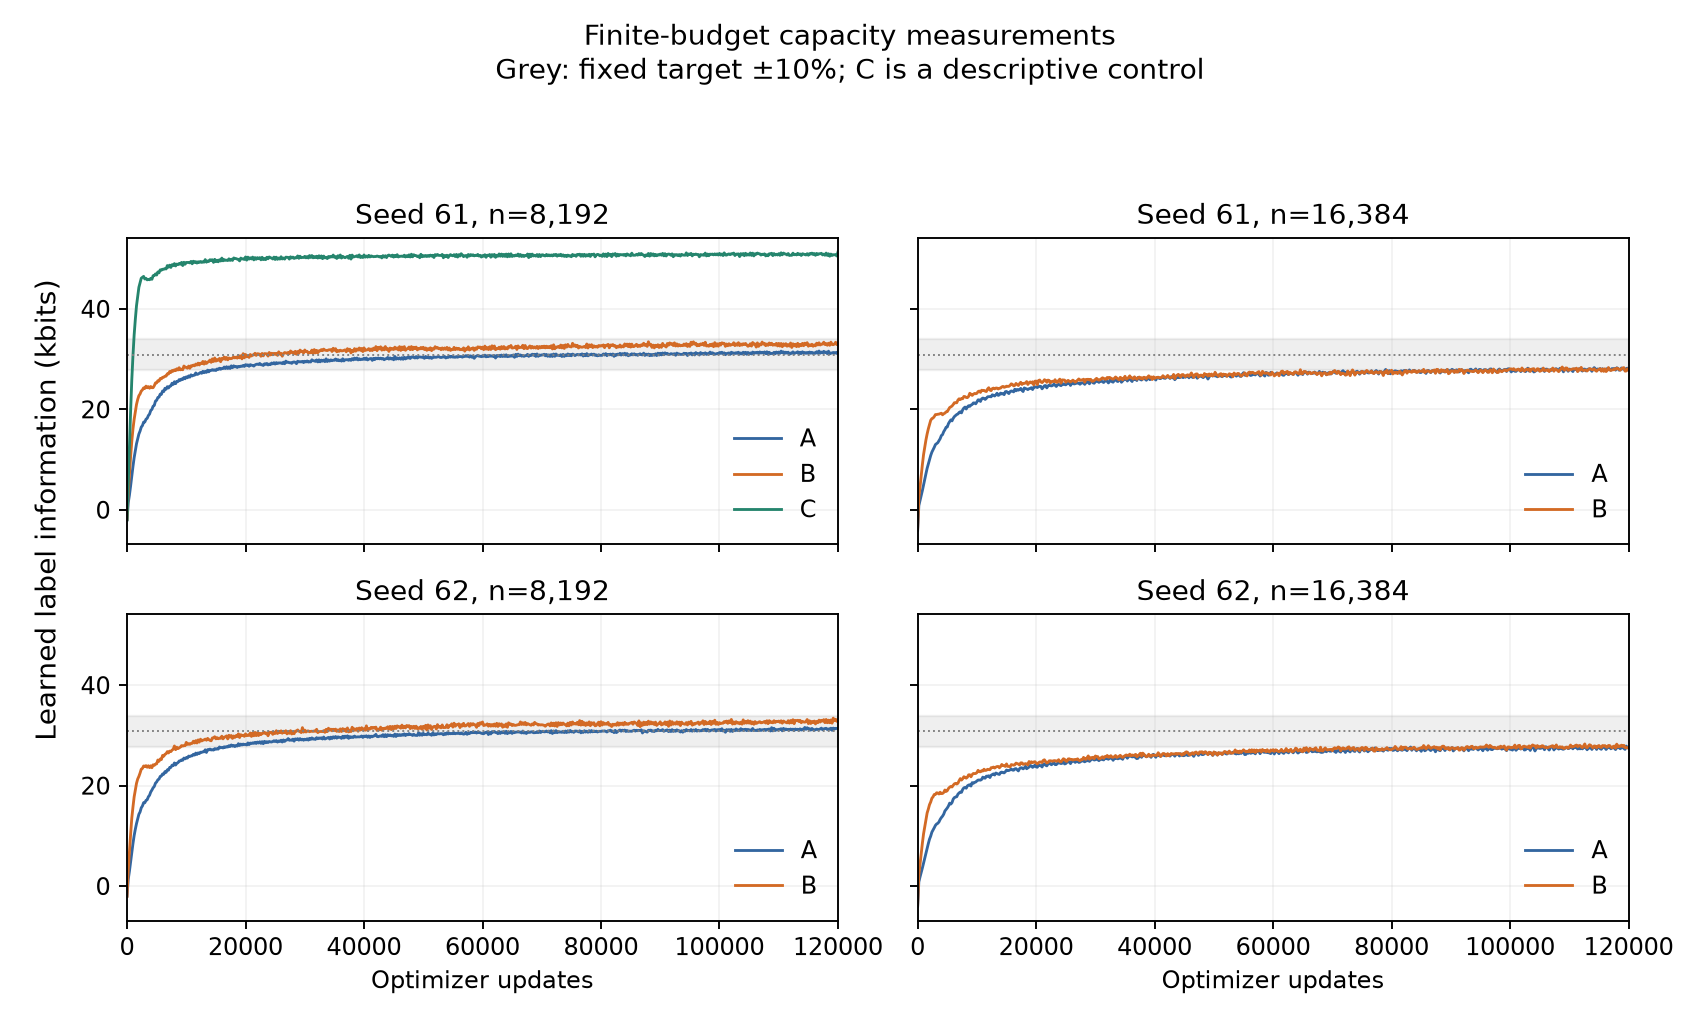 Finite-budget capacity measurements
Grey: fixed target ±10%; C is a descriptive control
Seed 61, n=8,192
Seed 61, n=16,384
Learned label information (kbits)
40
20
0
A
B
C
A
B
Seed 62, n=8,192
Seed 62, n=16,384
40
20
0
A
B
A
B
0 20000 40000 60000 80000 100000 120000
0 20000 40000 60000 80000 100000 120000
Optimizer updates
Optimizer updates